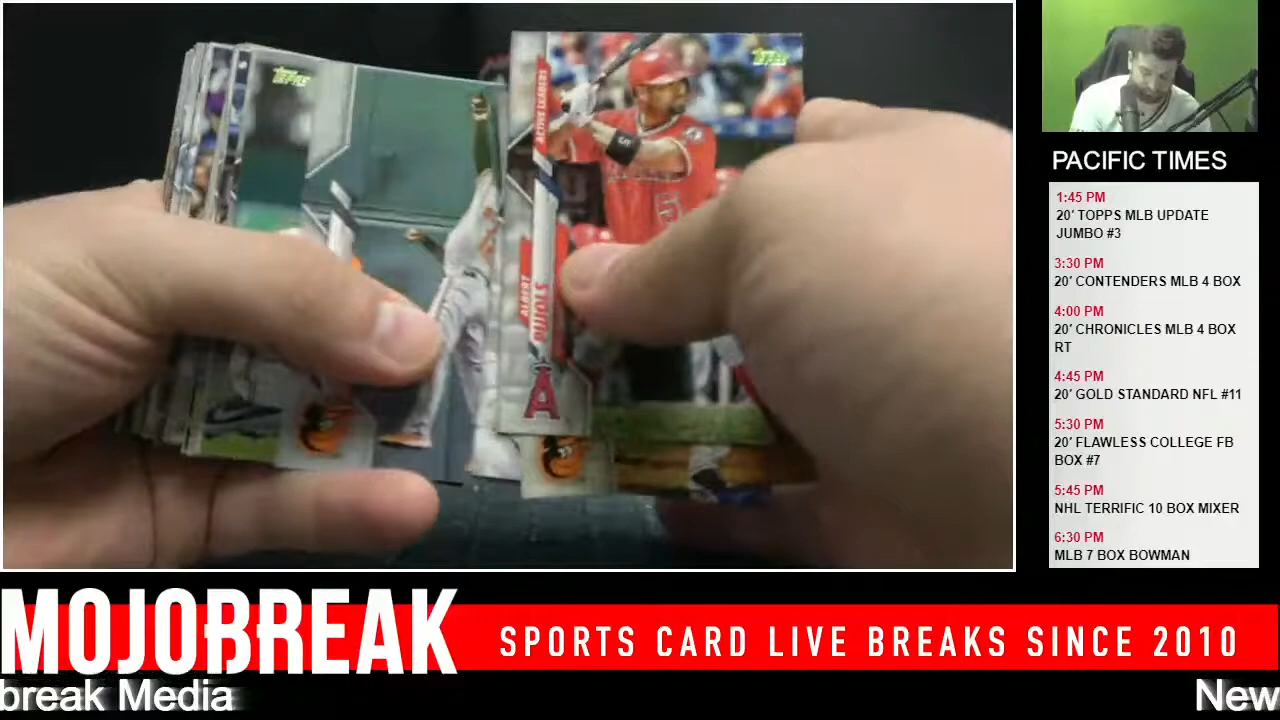 TOPPS
TOPPS
ACTIVE LEADERS
ALBERT
PUJOLS
A
5
5
PACIFIC TIMES
1:45 PM
20' TOPPS MLB UPDATE
JUMBO #3
3:30 PM
20' CONTENDERS MLB 4 BOX
4:00 PM
20' CHRONICLES MLB 4 BOX
RT
4:45 PM
20' GOLD STANDARD NFL #11
5:30 PM
20' FLAWLESS COLLEGE FB
BOX #7
5:45 PM
NHL TERRIFIC 10 BOX MIXER
6:30 PM
MLB 7 BOX BOWMAN
MOJOBREAK
SPORTS CARD LIVE BREAKS SINCE 2010
break Media
New